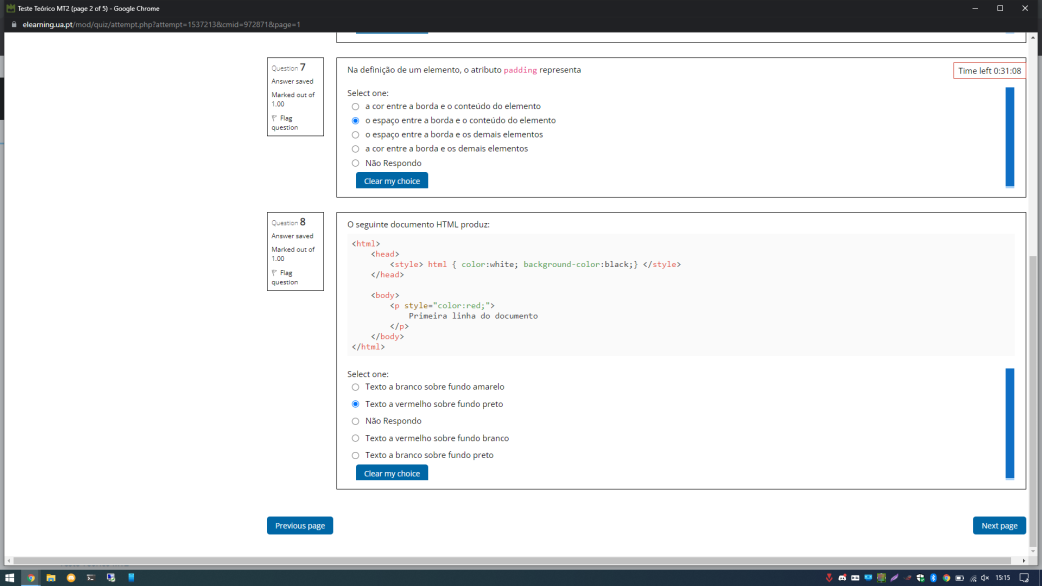 Teste Teórico MT2 (page 2 of 5) - Google Chrome
elearning.ua.pt/mod/quiz/attempt.php?attempt=1537213&cmid=972871&page=1
Question 7
Answer saved
Marked out of
1.00
Flag
question
Na definição de um elemento, o atributo padding representa
Time left 0:31:08
Select one:
a cor entre a borda e o conteúdo do elemento
o espaço entre a borda e o conteúdo do elemento
o espaço entre a borda e os demais elementos
a cor entre a borda e os demais elementos
Não Respondo
Clear my choice
Question 8
Answer saved
Marked out of
1.00
Flag
question
O seguinte documento HTML produz:
<html>
<head>
<style> html { color:white; background-color:black;} </style>
</head>
<body>
<p style="color:red;">
Primeira linha do documento
</p>
</body>
</html>
Select one:
Texto a branco sobre fundo amarelo
Texto a vermelho sobre fundo preto
Não Respondo
Texto a vermelho sobre fundo branco
Texto a branco sobre fundo preto
Clear my choice
Previous page
Next page
15:15